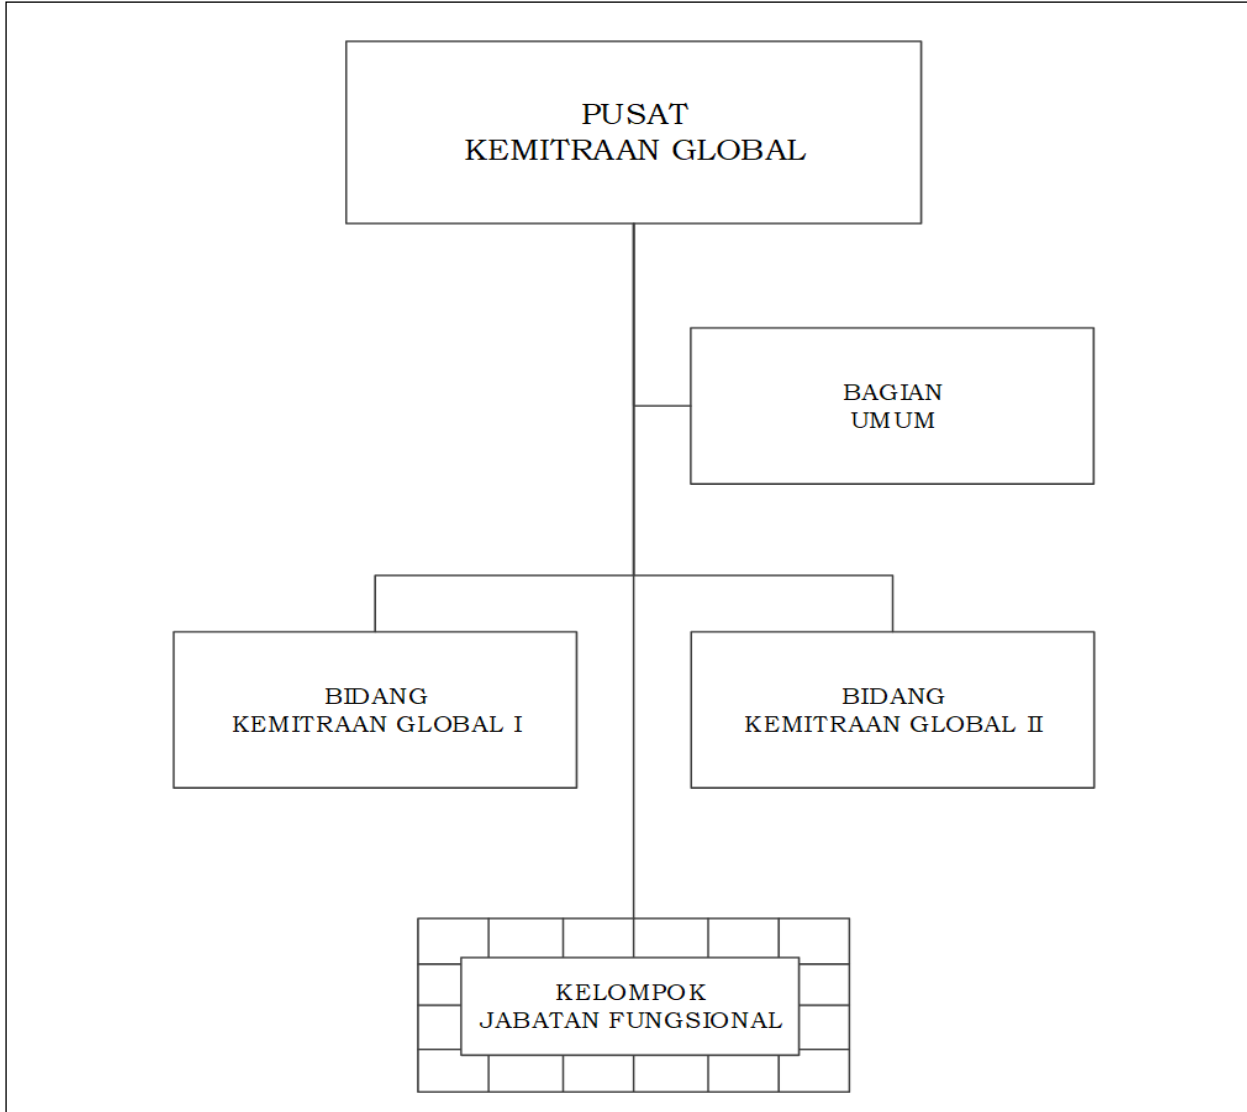 PUSAT
KEMITRAAN GLOBAL
BAGIAN
UMUM
BIDANG
KEMITRAAN GLOBAL I
BIDANG
KEMITRAAN GLOBAL II
KELOMPOK
JABATAN FUNGSIONAL